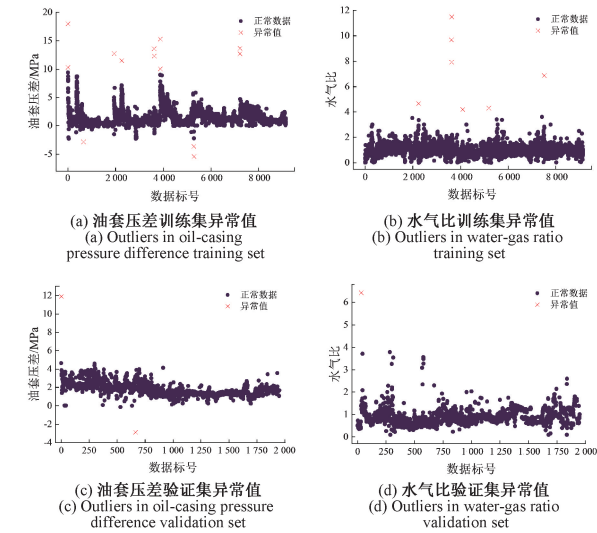 20
15
10
5
0
-5
油套压差/MPa
正常数据
异常值
0
2 000
4 000
6 000
8 000
数据标号
(a) 油套压差训练集异常值
(a) Outliers in oil-casing
pressure difference training set
12
10
8
6
4
2
0
水气比
正常数据
异常值
0
2 000
4 000
6 000
8 000
数据标号
(b) 水气比训练集异常值
(b) Outliers in water-gas ratio
training set
12
10
8
6
4
2
0
-2
-4
油套压差/MPa
正常数据
异常值
0
250
500
750
1 000
1 250
1 500
1 750
2 000
数据标号
(c) 油套压差验证集异常值
(c) Outliers in oil-casing pressure
difference validation set
6
5
4
3
2
1
0
水气比
正常数据
异常值
0
250
500
750
1 000
1 250
1 500
1 750
2 000
数据标号
(d) 水气比验证集异常值
(d) Outliers in water-gas ratio
validation set